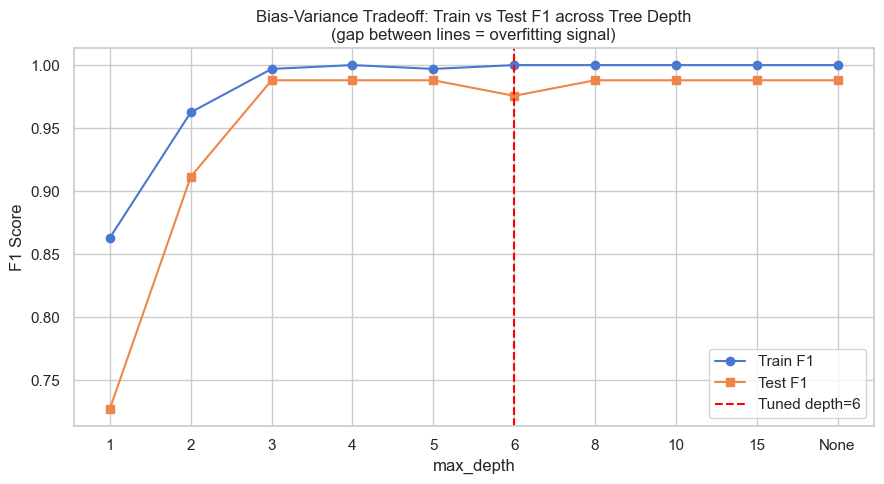 Bias-Variance Tradeoff: Train vs Test F1 across Tree Depth
(gap between lines = overfitting signal)
1.00
0.95
0.90
0.85
0.80
0.75
F1 Score
Train F1
Test F1
Tuned depth=6
1 2 3 4 5 6 8 10 15 None
max_depth